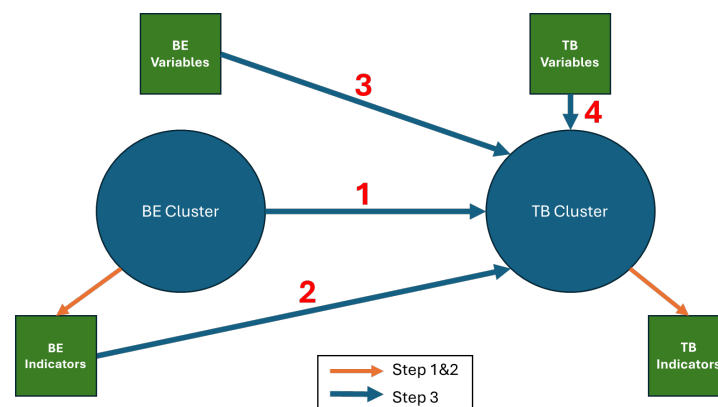 BE
Variables
TB
Variables
3
4
BE Cluster
1
TB Cluster
2
BE
Indicators
TB
Indicators
Step 1&2
Step 3